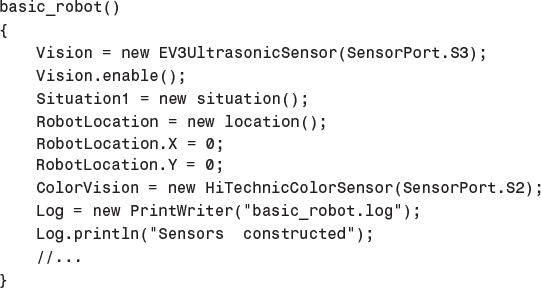 basic_robot()
{
    Vision = new EV3UltrasonicSensor(SensorPort.S3);
    Vision.enable();
    Situation1 = new situation();
    RobotLocation = new location();
    RobotLocation.X = 0;
    RobotLocation.Y = 0;
    ColorVision = new HiTechnicColorSensor(SensorPort.S2);
    Log = new PrintWriter("basic_robot.log");
    Log.println("Sensors  constructed");
    //...
}